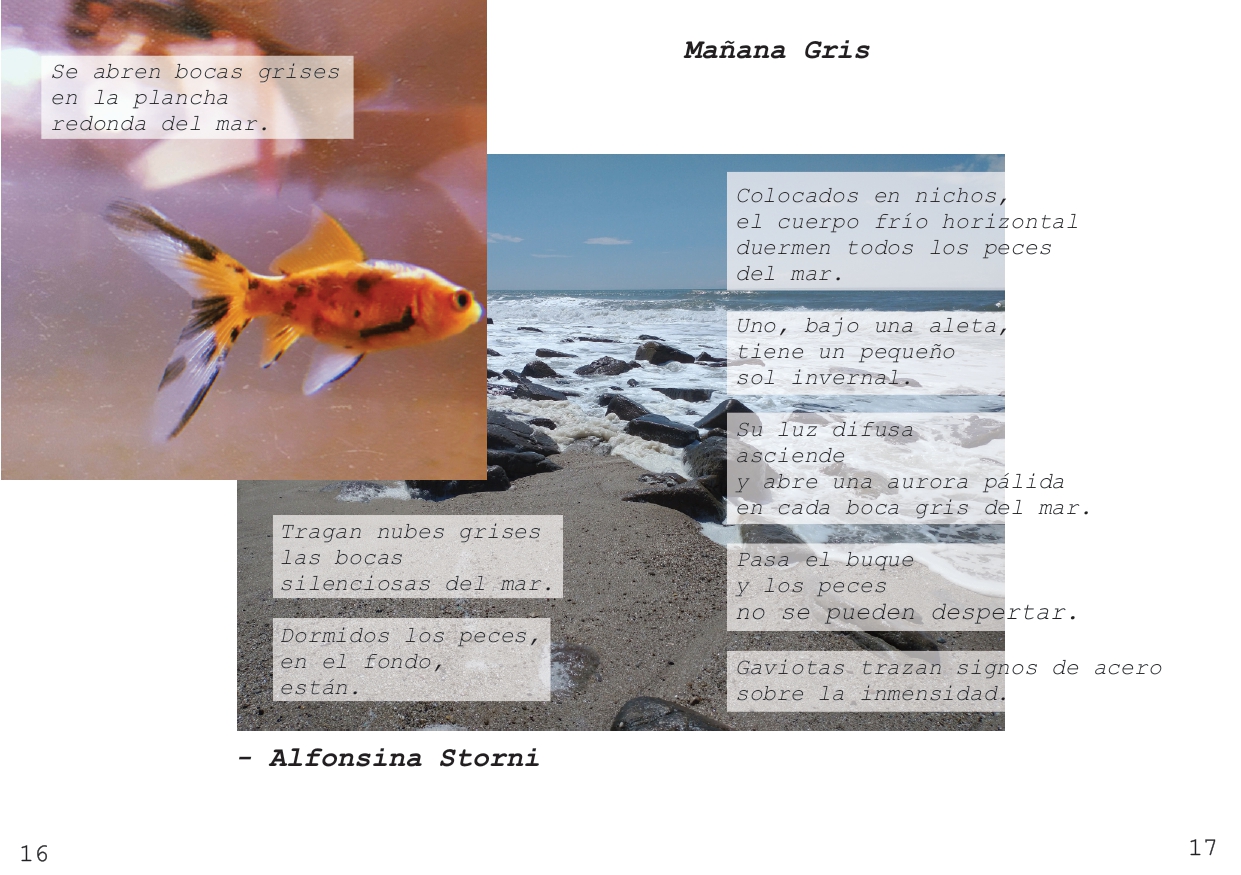 Mañana Gris
Se abren bocas grises
en la plancha
redonda del mar.
Tragan nubes grises
las bocas
silenciosas del mar.
Dormidos los peces,
en el fondo,
están.
Colocados en nichos,
el cuerpo frío horizontal
duermen todos los peces
del mar.
Uno, bajo una aleta,
tiene un pequeño
sol invernal.
Su luz difusa
asciende
y abre una aurora pálida
en cada boca gris del mar.
Pasa el buque
y los peces
no se pueden despertar.
Gaviotas trazan signos de acero
sobre la inmensidad.
- Alfonsina Storni
16
17